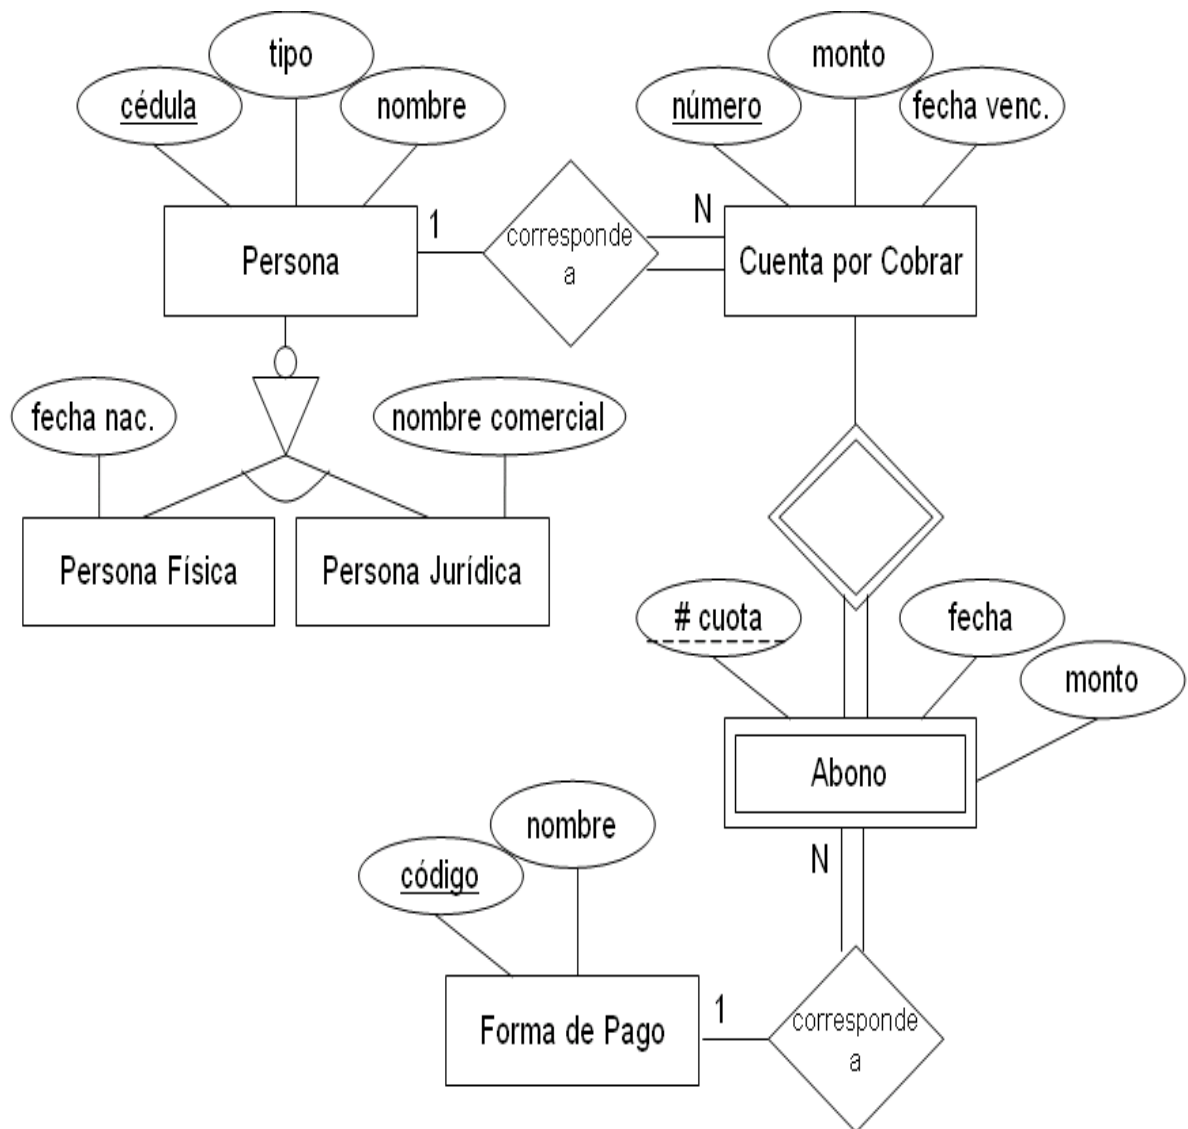 tipo
cédula
nombre
monto
número
fecha venc.
Persona
1
corresponde
a
N
Cuenta por Cobrar
fecha nac.
nombre comercial
Persona Física
Persona Jurídica
# cuota
fecha
monto
Abono
N
nombre
código
Forma de Pago
1
corresponde
a